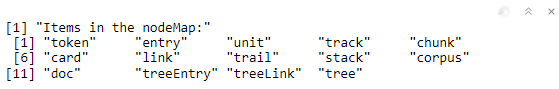 [1] "Items in the nodeMap:"
[1] "token" "entry" "unit" "track" "chunk"
[6] "card" "link" "trail" "stack" "corpus"
[11] "doc" "treeEntry" "treeLink" "tree"